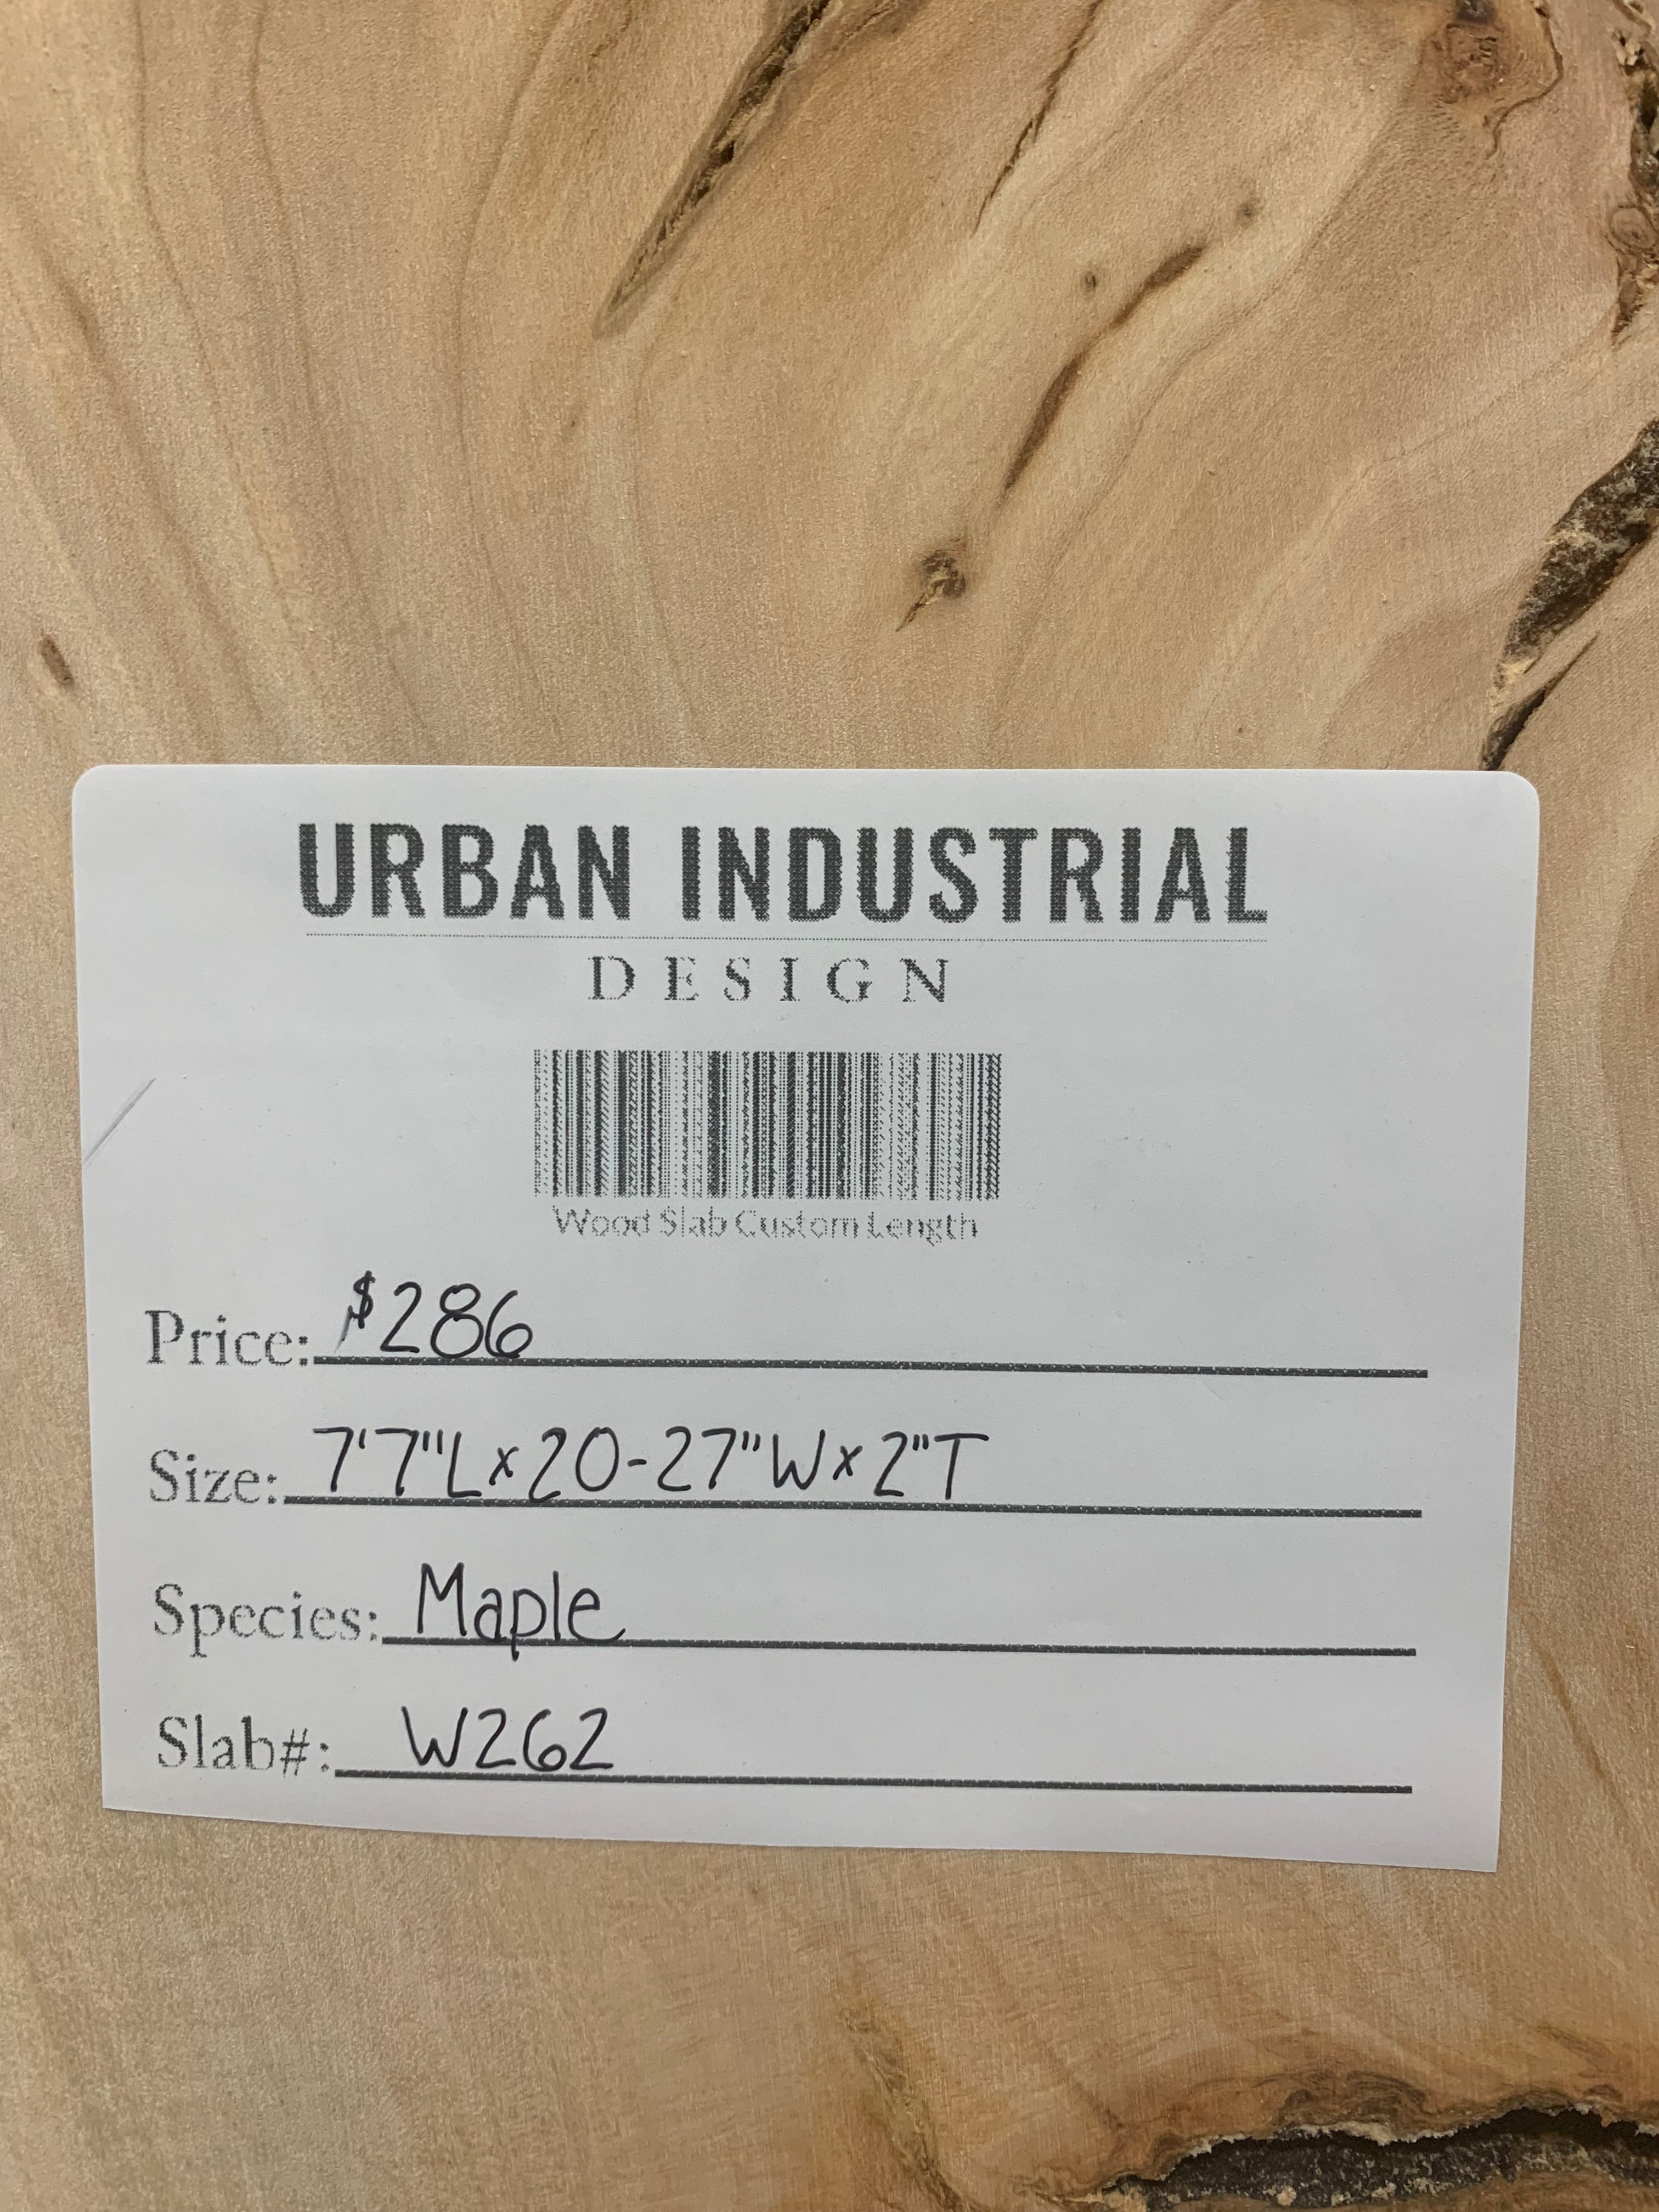 URBAN INDUSTRIAL
DESIGN
Wood Slab Custom Length
Price: $286
Size: 7'7"L x 20-27"W x 2"T
Species: Maple
Slab#: W262